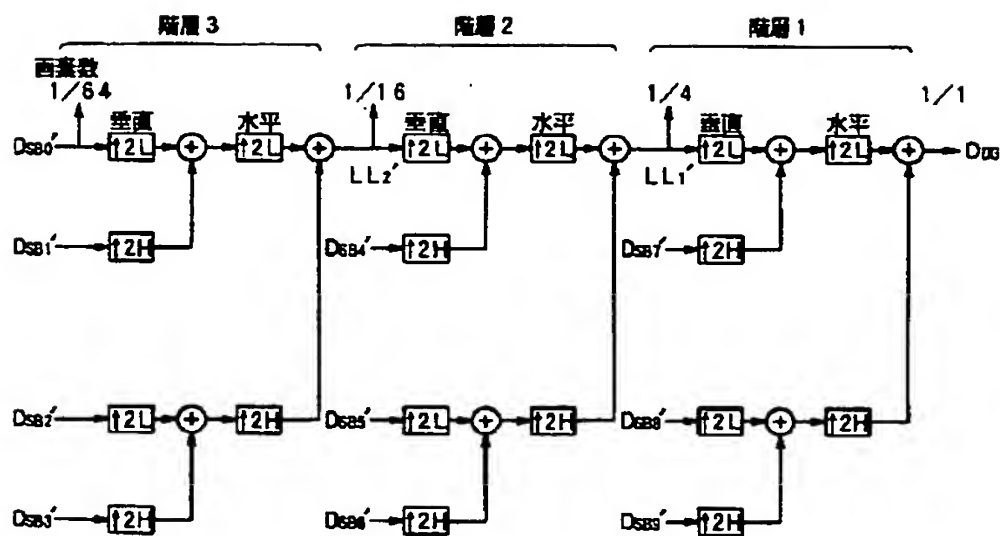 階層3 階層2 階層1
画素数
1/64 1/16 1/4 1/1
垂直 水平 垂直 水平 垂直 水平
DSB0′ ↑2L + ↑2L + LL2′ ↑2L + ↑2L + LL1′ ↑2L + ↑2L +
DSB1′ ↑2H DSB4′ ↑2H DSB7′ ↑2H
DSB2′ ↑2L + ↑2H DSB5′ ↑2L + ↑2H DSB8′ ↑2L + ↑2H
DSB3′ ↑2H DSB6′ ↑2H DSB9′ ↑2H